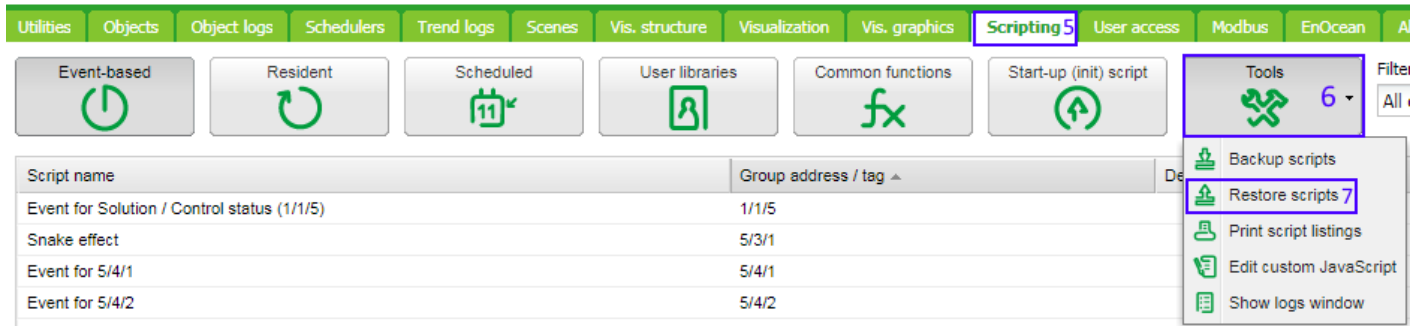 Utilities Objects Object logs Schedulers Trend logs Scenes Vis. structure Visualization Vis. graphics Scripting 5 User access Modbus EnOcean
Event-based Resident Scheduled User libraries Common functions Start-up (init) script Tools 6 Filter
11 fx All
Backup scripts
Script name Group address / tag De
Restore scripts 7
Event for Solution / Control status (1/1/5) 1/1/5
Snake effect 5/3/1 Print script listings
Event for 5/4/1 5/4/1 Edit custom JavaScript
Event for 5/4/2 5/4/2 Show logs window